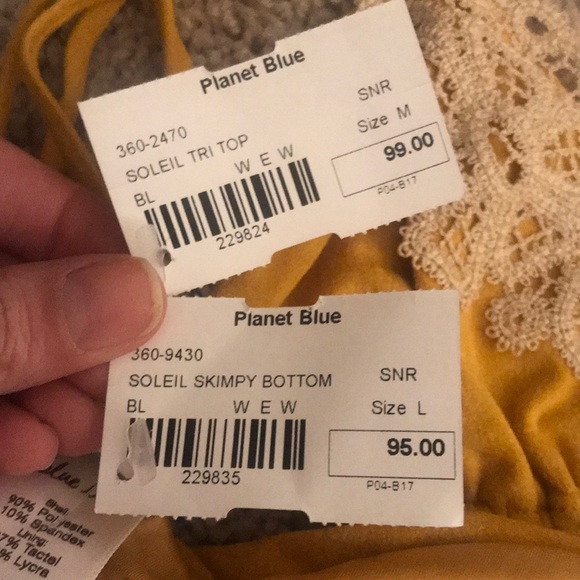 Planet Blue
SNR
360-2470
Size M
SOLEIL TRI TOP
99.00
BL W E W
P04-B17
229824
Planet Blue
360-9430
SNR
SOLEIL SKIMPY BOTTOM
BL W E W
Size L
95.00
229835
P04-B17
Shell:
90% Polyester
10% Spandex
Lining:
7% Tactel
% Lycra